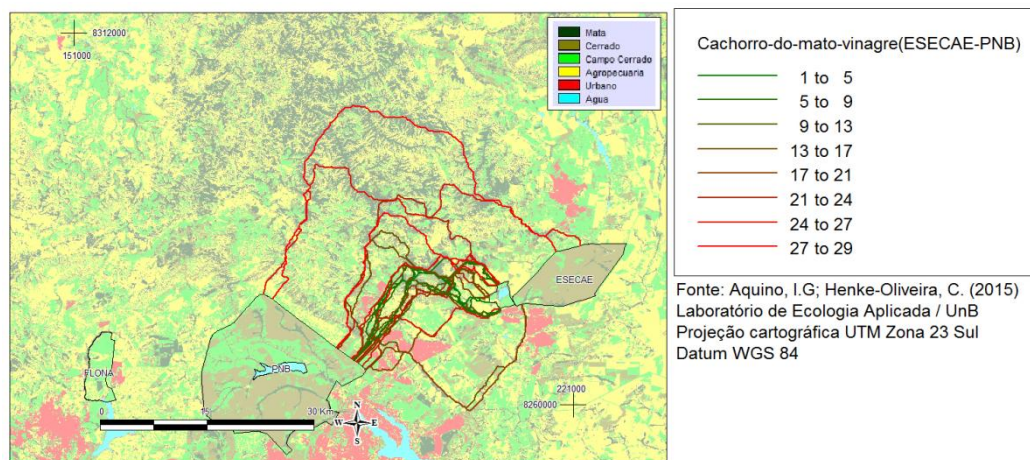 8312000
151000
Mata
Cerrado
Campo Cerrado
Agropecuaria
Urbano
Agua
ESECAE
FLONA
PNB
0 15 30 Km
N
W E
S
221000
8260000
Cachorro-do-mato-vinagre(ESECAE-PNB)
1 to 5
5 to 9
9 to 13
13 to 17
17 to 21
21 to 24
24 to 27
27 to 29
Fonte: Aquino, I.G; Henke-Oliveira, C. (2015)
Laboratório de Ecologia Aplicada / UnB
Projeção cartográfica UTM Zona 23 Sul
Datum WGS 84